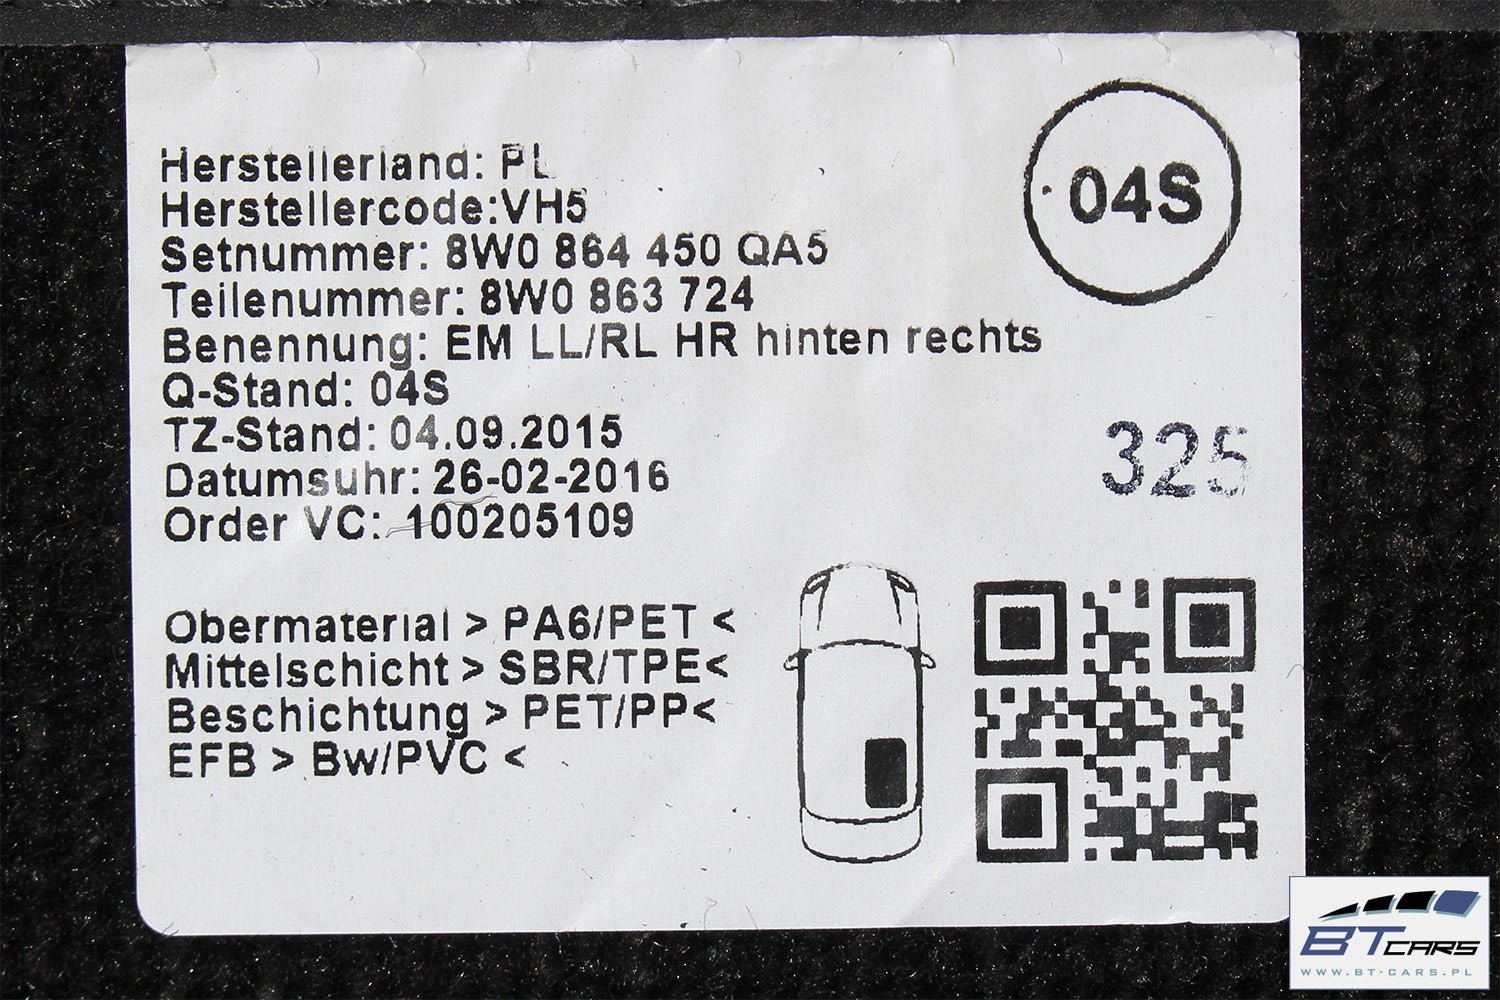 Herstellerland: PL
Herstellercode:VH5
Setnummer: 8W0 864 450 QA5
Teilenummer: 8W0 863 724
Benennung: EM LL/RL HR hinten rechts
Q-Stand: 04S
TZ-Stand: 04.09.2015
Datumsuhr: 26-02-2016
Order VC: 100205109
04S
325
Obermaterial > PA6/PET <
Mittelschicht > SBR/TPE<
Beschichtung > PET/PP<
EFB > Bw/PVC <
BT CARS
WWW.BT-CARS.PL